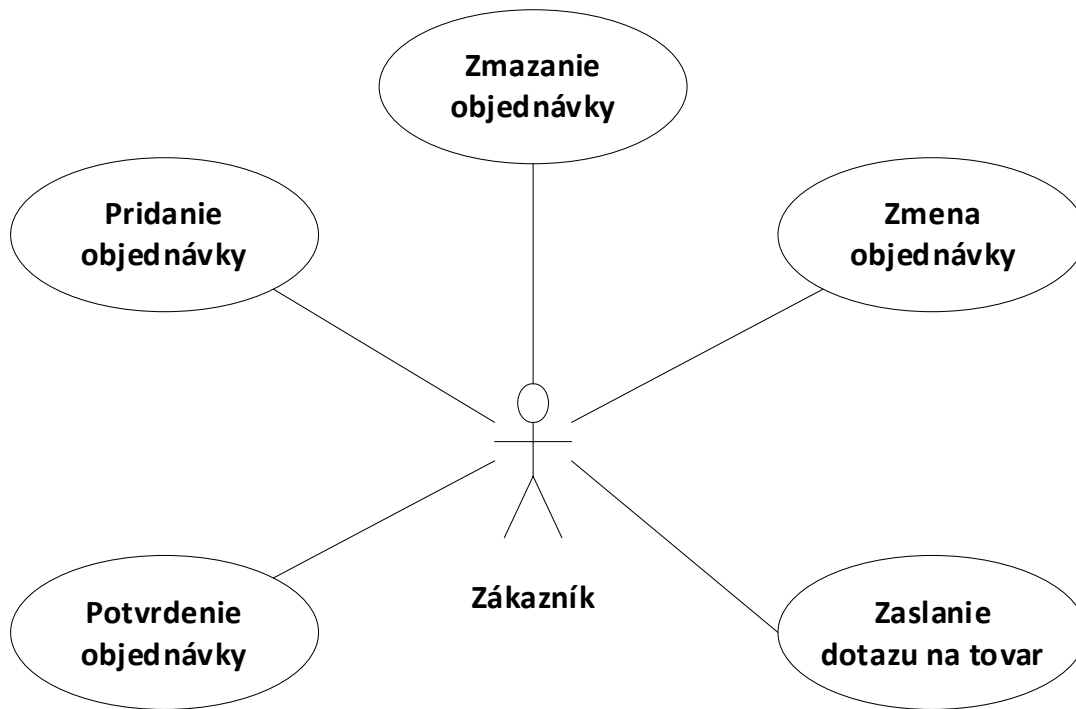 Zmazanie
objednávky
Pridanie
objednávky
Zmena
objednávky
Zákazník
Potvrdenie
objednávky
Zaslanie
dotazu na tovar